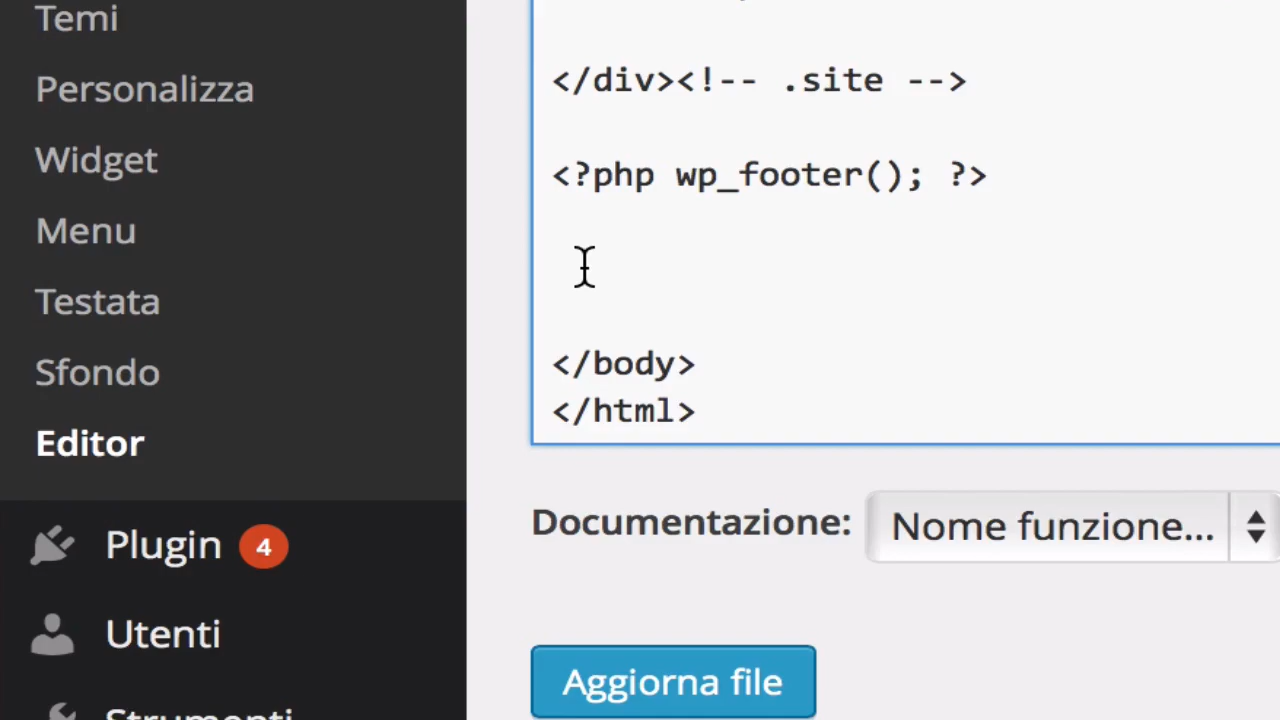 Temi
Personalizza
Widget
Menu
Testata
Sfondo
Editor
Plugin 4
Utenti
Strumenti
</div><!-- .site -->
<?php wp_footer(); ?>
</body>
</html>
Documentazione: Nome funzione...
Aggiorna file